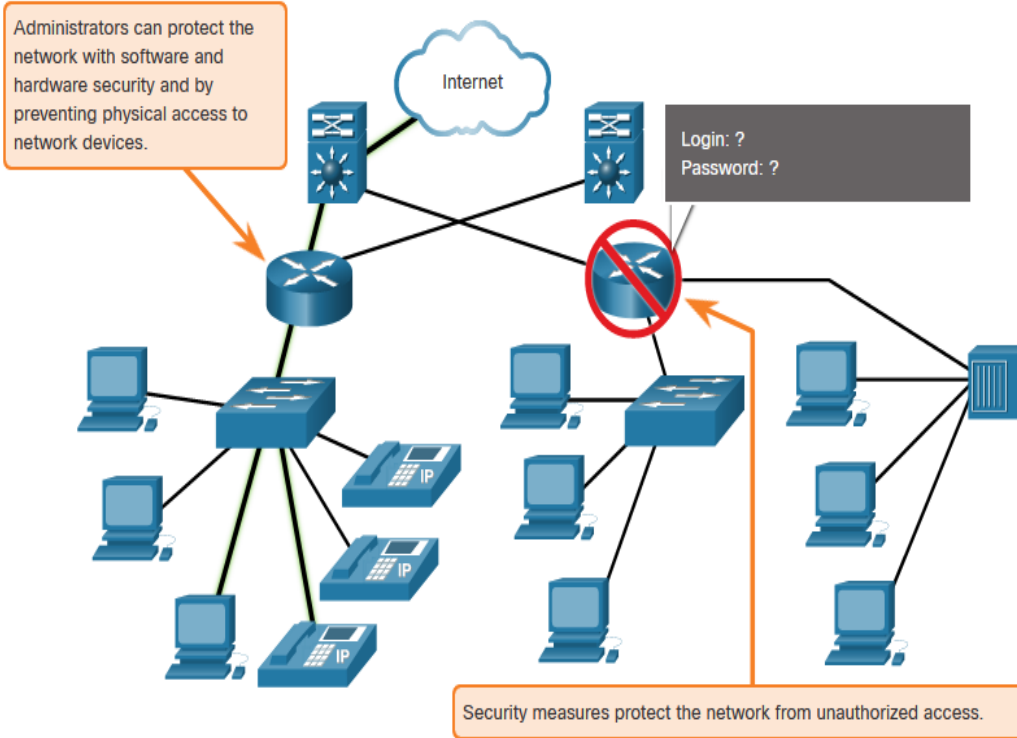 Administrators can protect the
network with software and
hardware security and by
preventing physical access to
network devices.
Internet
Login: ?
Password: ?
IP
IP
IP
Security measures protect the network from unauthorized access.